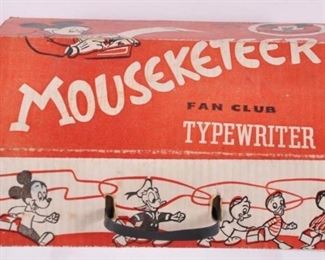 MOUSEKETEER
FAN CLUB
TYPEWRITER